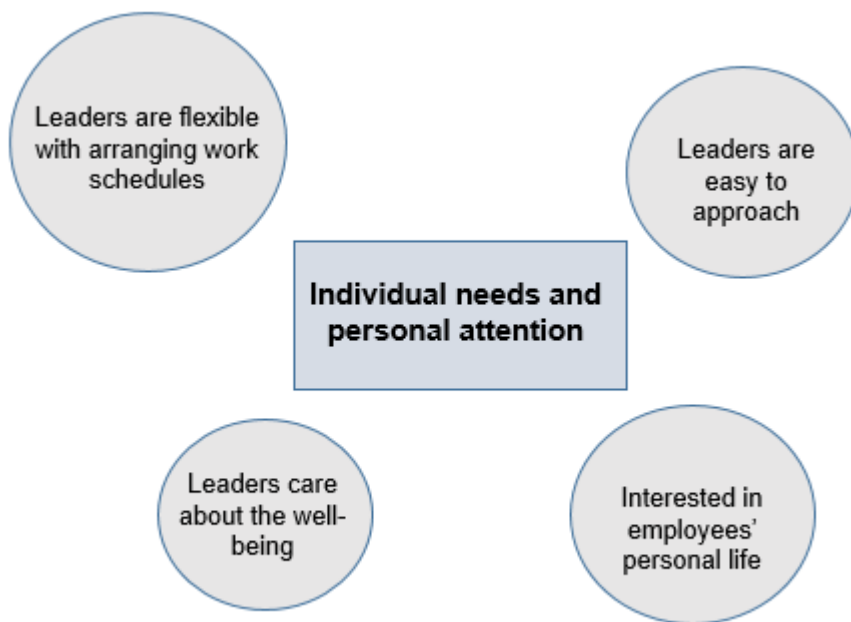 Leaders are flexible
with arranging work
schedules
Leaders are
easy to
approach
Individual needs and
personal attention
Leaders care
about the well-
being
Interested in
employees’
personal life